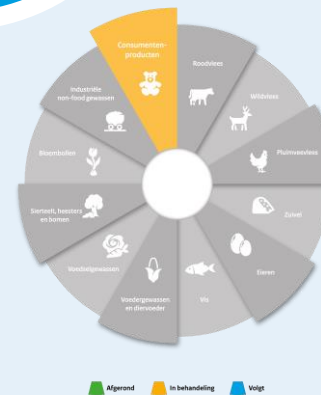 Consumenten-
producten
Roodvlees
Wildvlees
Pluimveevlees
Zuivel
Eieren
Vis
Voedergewassen
en diervoeder
Voedselgewassen
Sierteelt, heesters
en bomen
Bloembollen
Industriële
non-food gewassen
Afgerond
In behandeling
Volgt